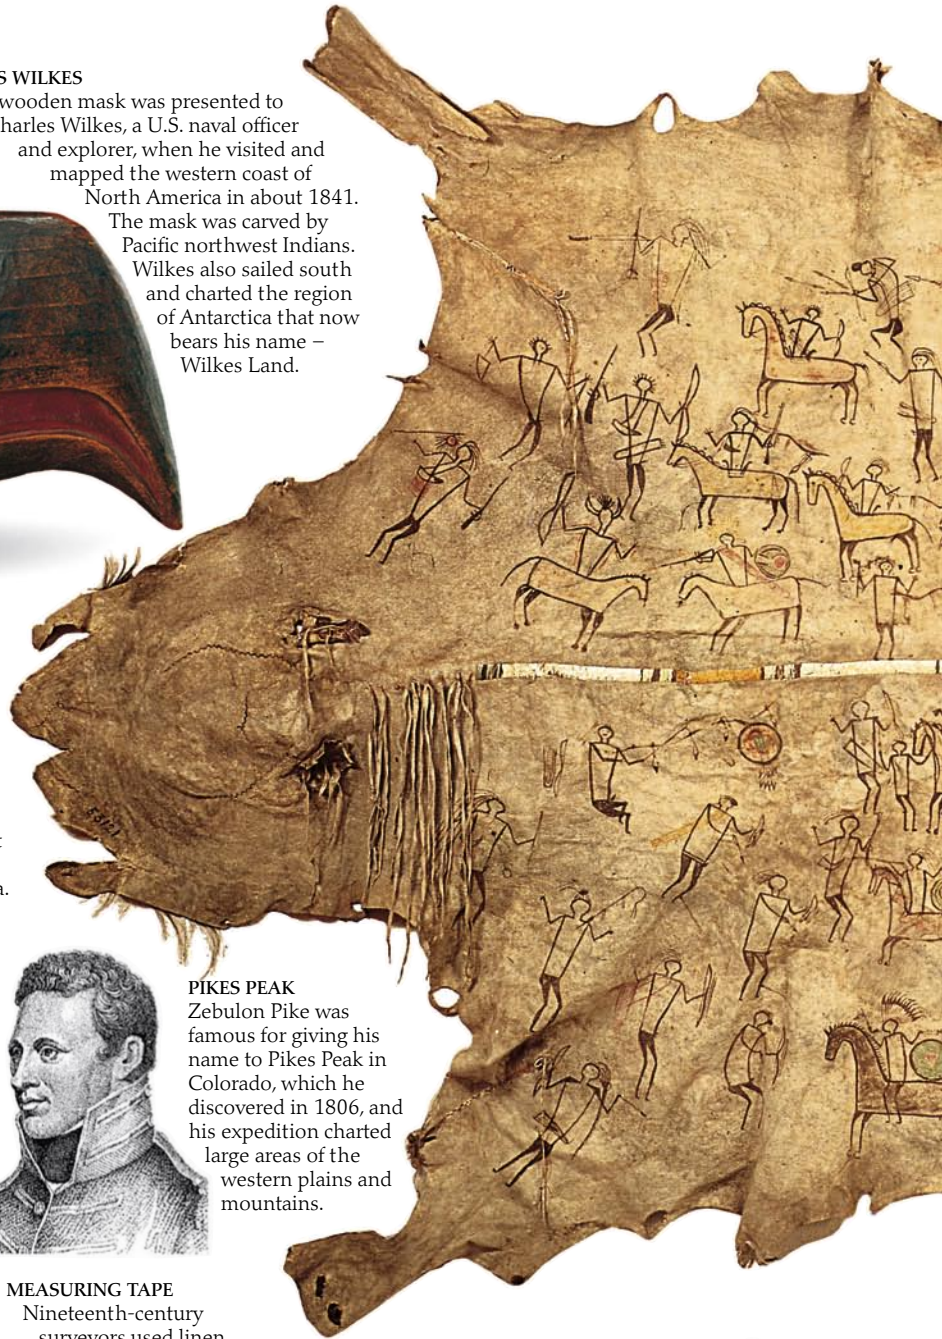 S WILKES
wooden mask was presented to
harles Wilkes, a U.S. naval officer
and explorer, when he visited and
mapped the western coast of
North America in about 1841.
The mask was carved by
Pacific northwest Indians.
Wilkes also sailed south
and charted the region
of Antarctica that now
bears his name –
Wilkes Land.
a.
PIKES PEAK
Zebulon Pike was
famous for giving his
name to Pikes Peak in
Colorado, which he
discovered in 1806, and
his expedition charted
large areas of the
western plains and
mountains.
MEASURING TAPE
Nineteenth-century
surveyors used linen